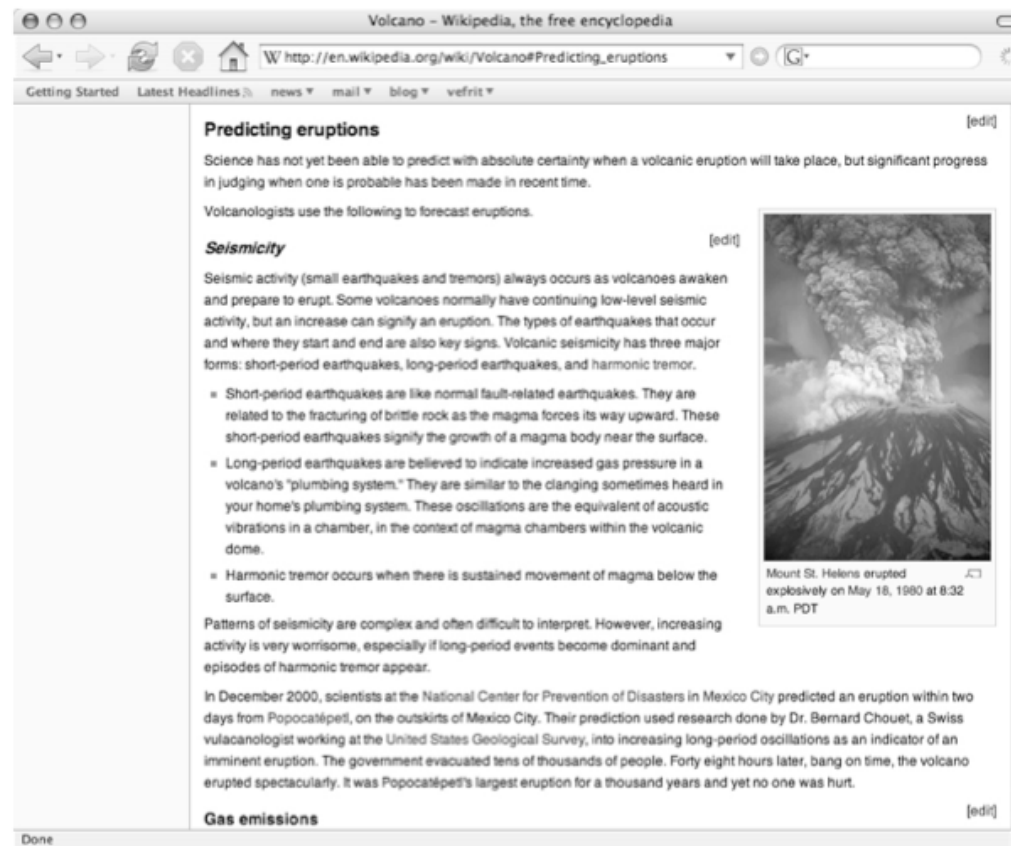 Volcano – Wikipedia, the free encyclopedia
W http://en.wikipedia.org/wiki/Volcano#Predicting_eruptions
G
Getting Started Latest Headlines news mail blog vefrit
Predicting eruptions
[edit]
Science has not yet been able to predict with absolute certainty when a volcanic eruption will take place, but significant progress
in judging when one is probable has been made in recent time.
Volcanologists use the following to forecast eruptions.
Seismicity
[edit]
Seismic activity (small earthquakes and tremors) always occurs as volcanoes awaken
and prepare to erupt. Some volcanoes normally have continuing low-level seismic
activity, but an increase can signify an eruption. The types of earthquakes that occur
and where they start and end are also key signs. Volcanic seismicity has three major
forms: short-period earthquakes, long-period earthquakes, and harmonic tremor.
Short-period earthquakes are like normal fault-related earthquakes. They are
related to the fracturing of brittle rock as the magma forces its way upward. These
short-period earthquakes signify the growth of a magma body near the surface.
Long-period earthquakes are believed to indicate increased gas pressure in a
volcano's "plumbing system." They are similar to the clanging sometimes heard in
your home's plumbing system. These oscillations are the equivalent of acoustic
vibrations in a chamber, in the context of magma chambers within the volcanic
dome.
Harmonic tremor occurs when there is sustained movement of magma below the
surface.
Mount St. Helens erupted
explosively on May 18, 1980 at 8:32
a.m. PDT
Patterns of seismicity are complex and often difficult to interpret. However, increasing
activity is very worrisome, especially if long-period events become dominant and
episodes of harmonic tremor appear.
In December 2000, scientists at the National Center for Prevention of Disasters in Mexico City predicted an eruption within two
days from Popocatépetl, on the outskirts of Mexico City. Their prediction used research done by Dr. Bernard Chouet, a Swiss
vulacanologist working at the United States Geological Survey, into increasing long-period oscillations as an indicator of an
imminent eruption. The government evacuated tens of thousands of people. Forty eight hours later, bang on time, the volcano
erupted spectacularly. It was Popocatépetl's largest eruption for a thousand years and yet no one was hurt.
Gas emissions
[edit]
Done